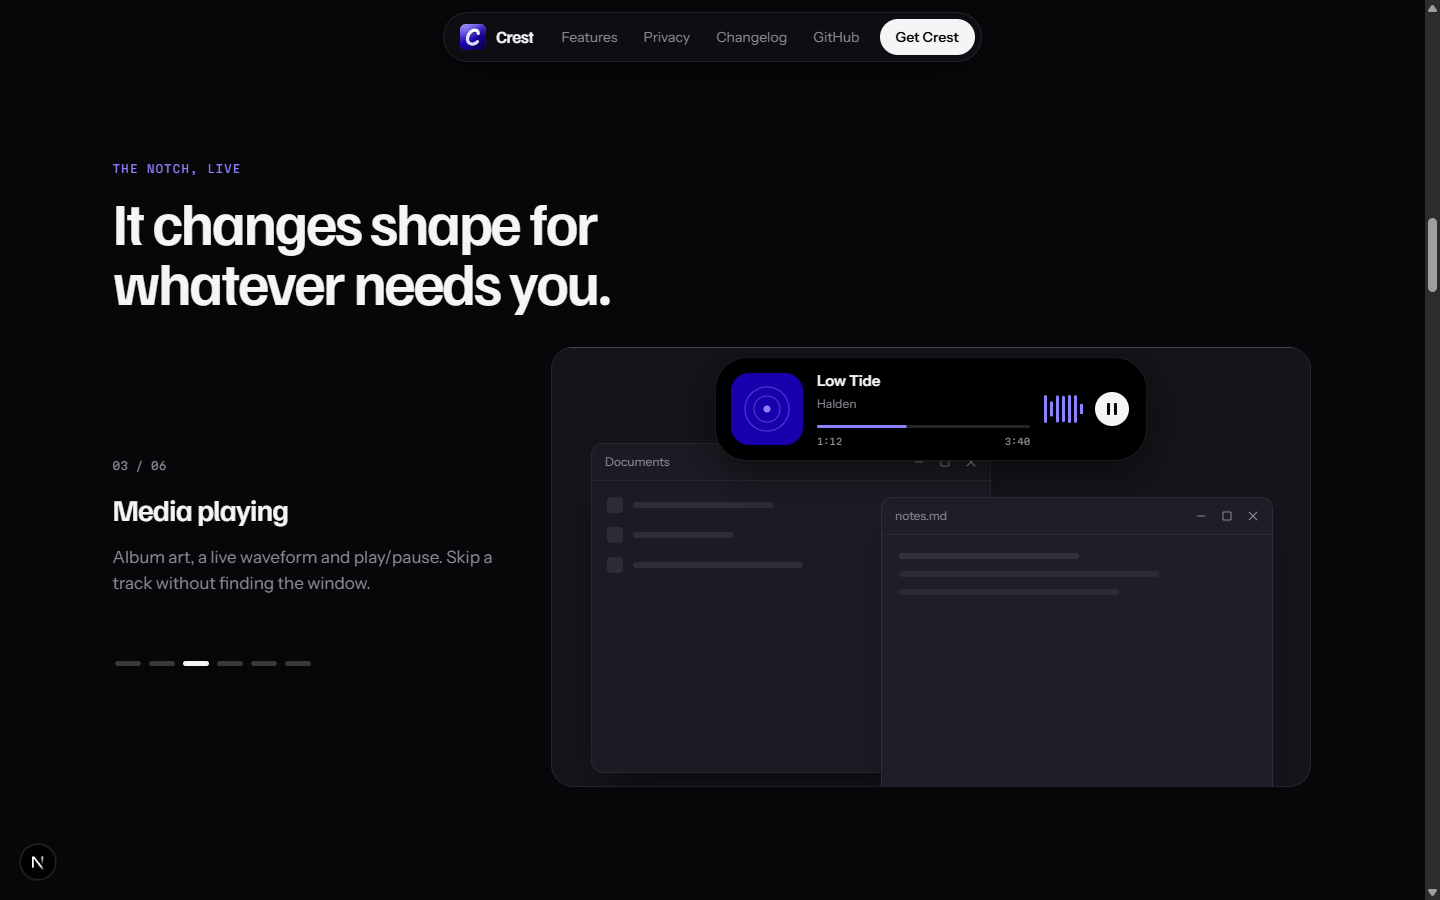 Crest
Features
Privacy
Changelog
GitHub
Get Crest
THE NOTCH, LIVE
It changes shape for
whatever needs you.
03 / 06
Media playing
Album art, a live waveform and play/pause. Skip a
track without finding the window.
Low Tide
Halden
1:12
3:40
Documents
notes.md